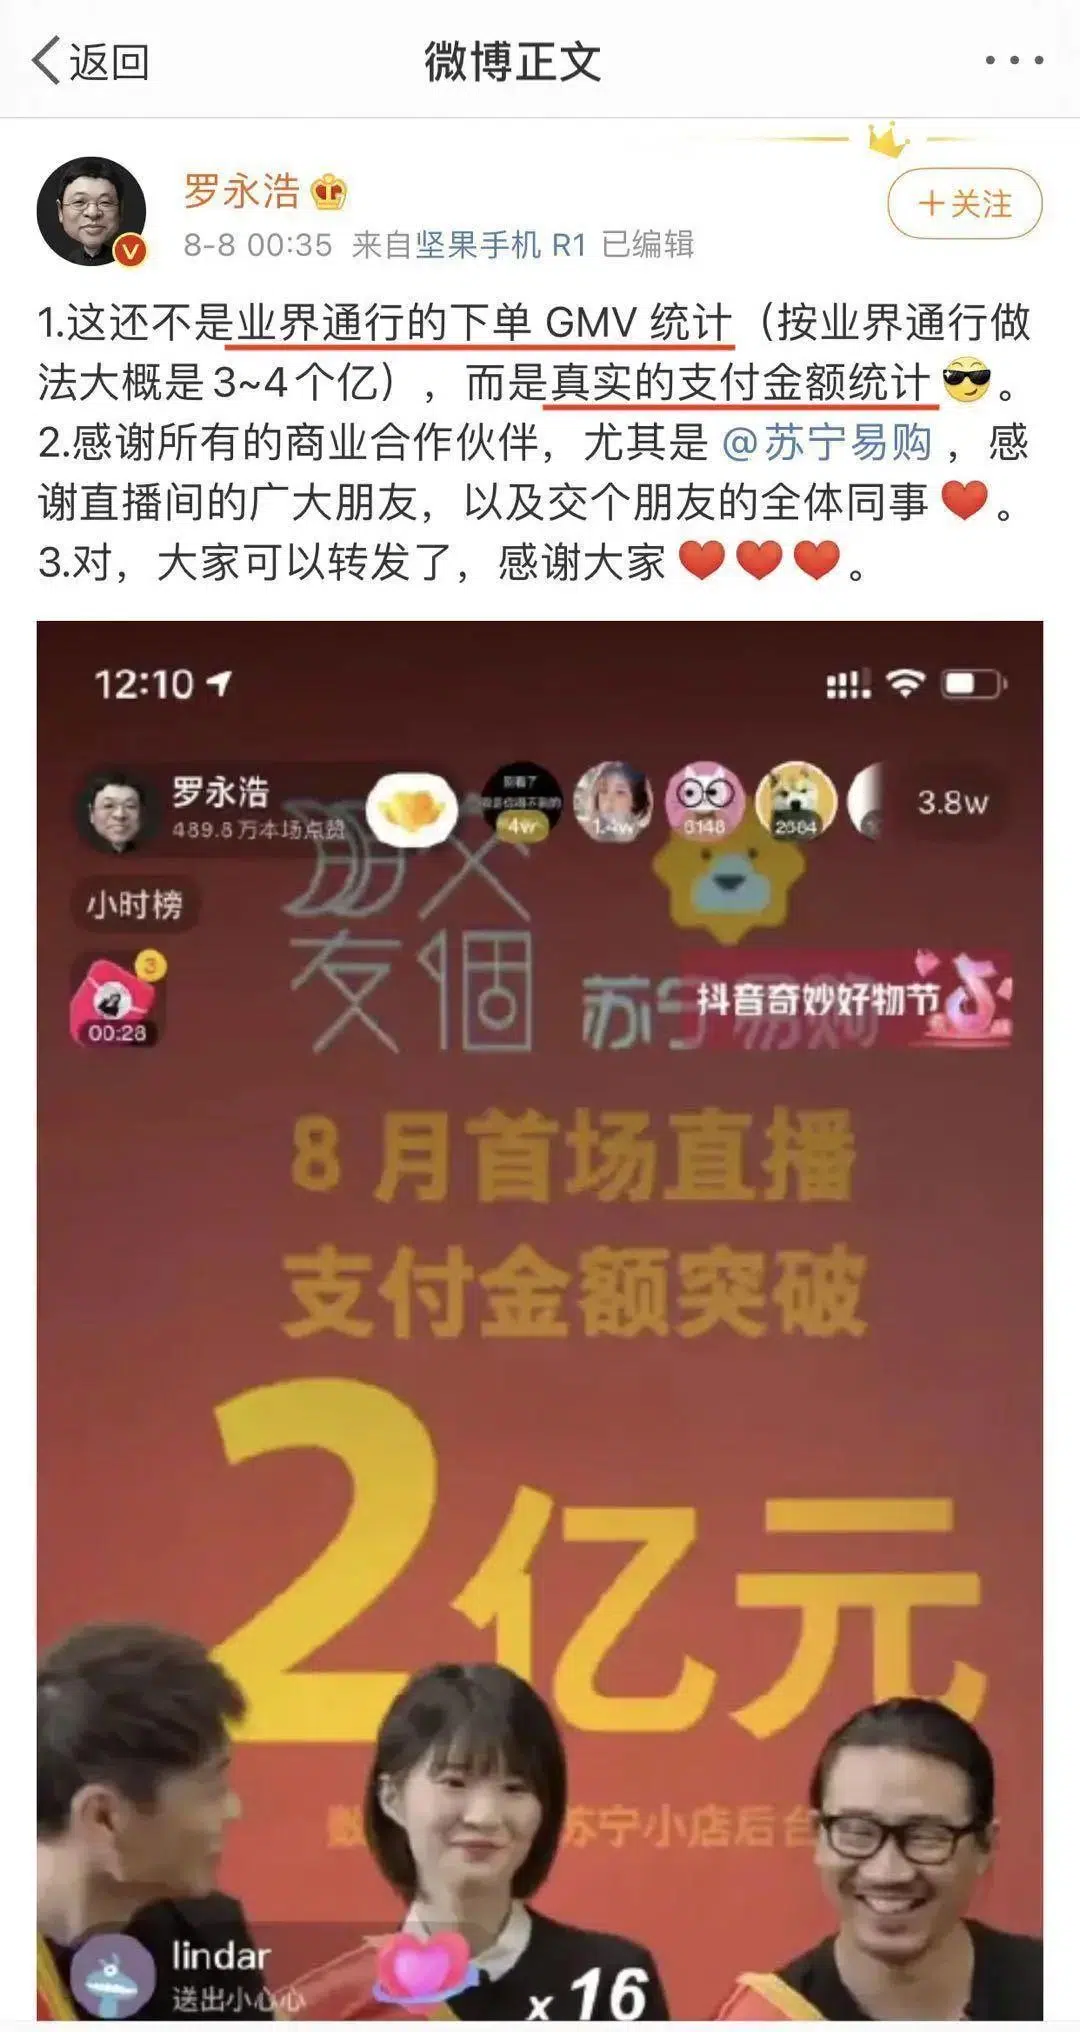 返回
微博正文
罗永浩
+关注
8-8 00:35 来自坚果手机 R1 已编辑
1.这还不是业界通行的下单 GMV 统计（按业界通行做
法大概是 3~4 个亿），而是真实的支付金额统计。
2.感谢所有的商业合作伙伴，尤其是 @苏宁易购，感
谢直播间的广大朋友，以及交个朋友的全体同事。
3.对，大家可以转发了，感谢大家。
12:10
罗永浩
489.8万本场点赞
别看了
4w
1.4w
6148
2664
3.8w
小时榜
朋交
友個
苏宁易购
抖音奇妙好物节
3
00:28
8月首场直播
支付金额突破
2亿元
苏宁小店后台
lindar
送出小心心
x 16